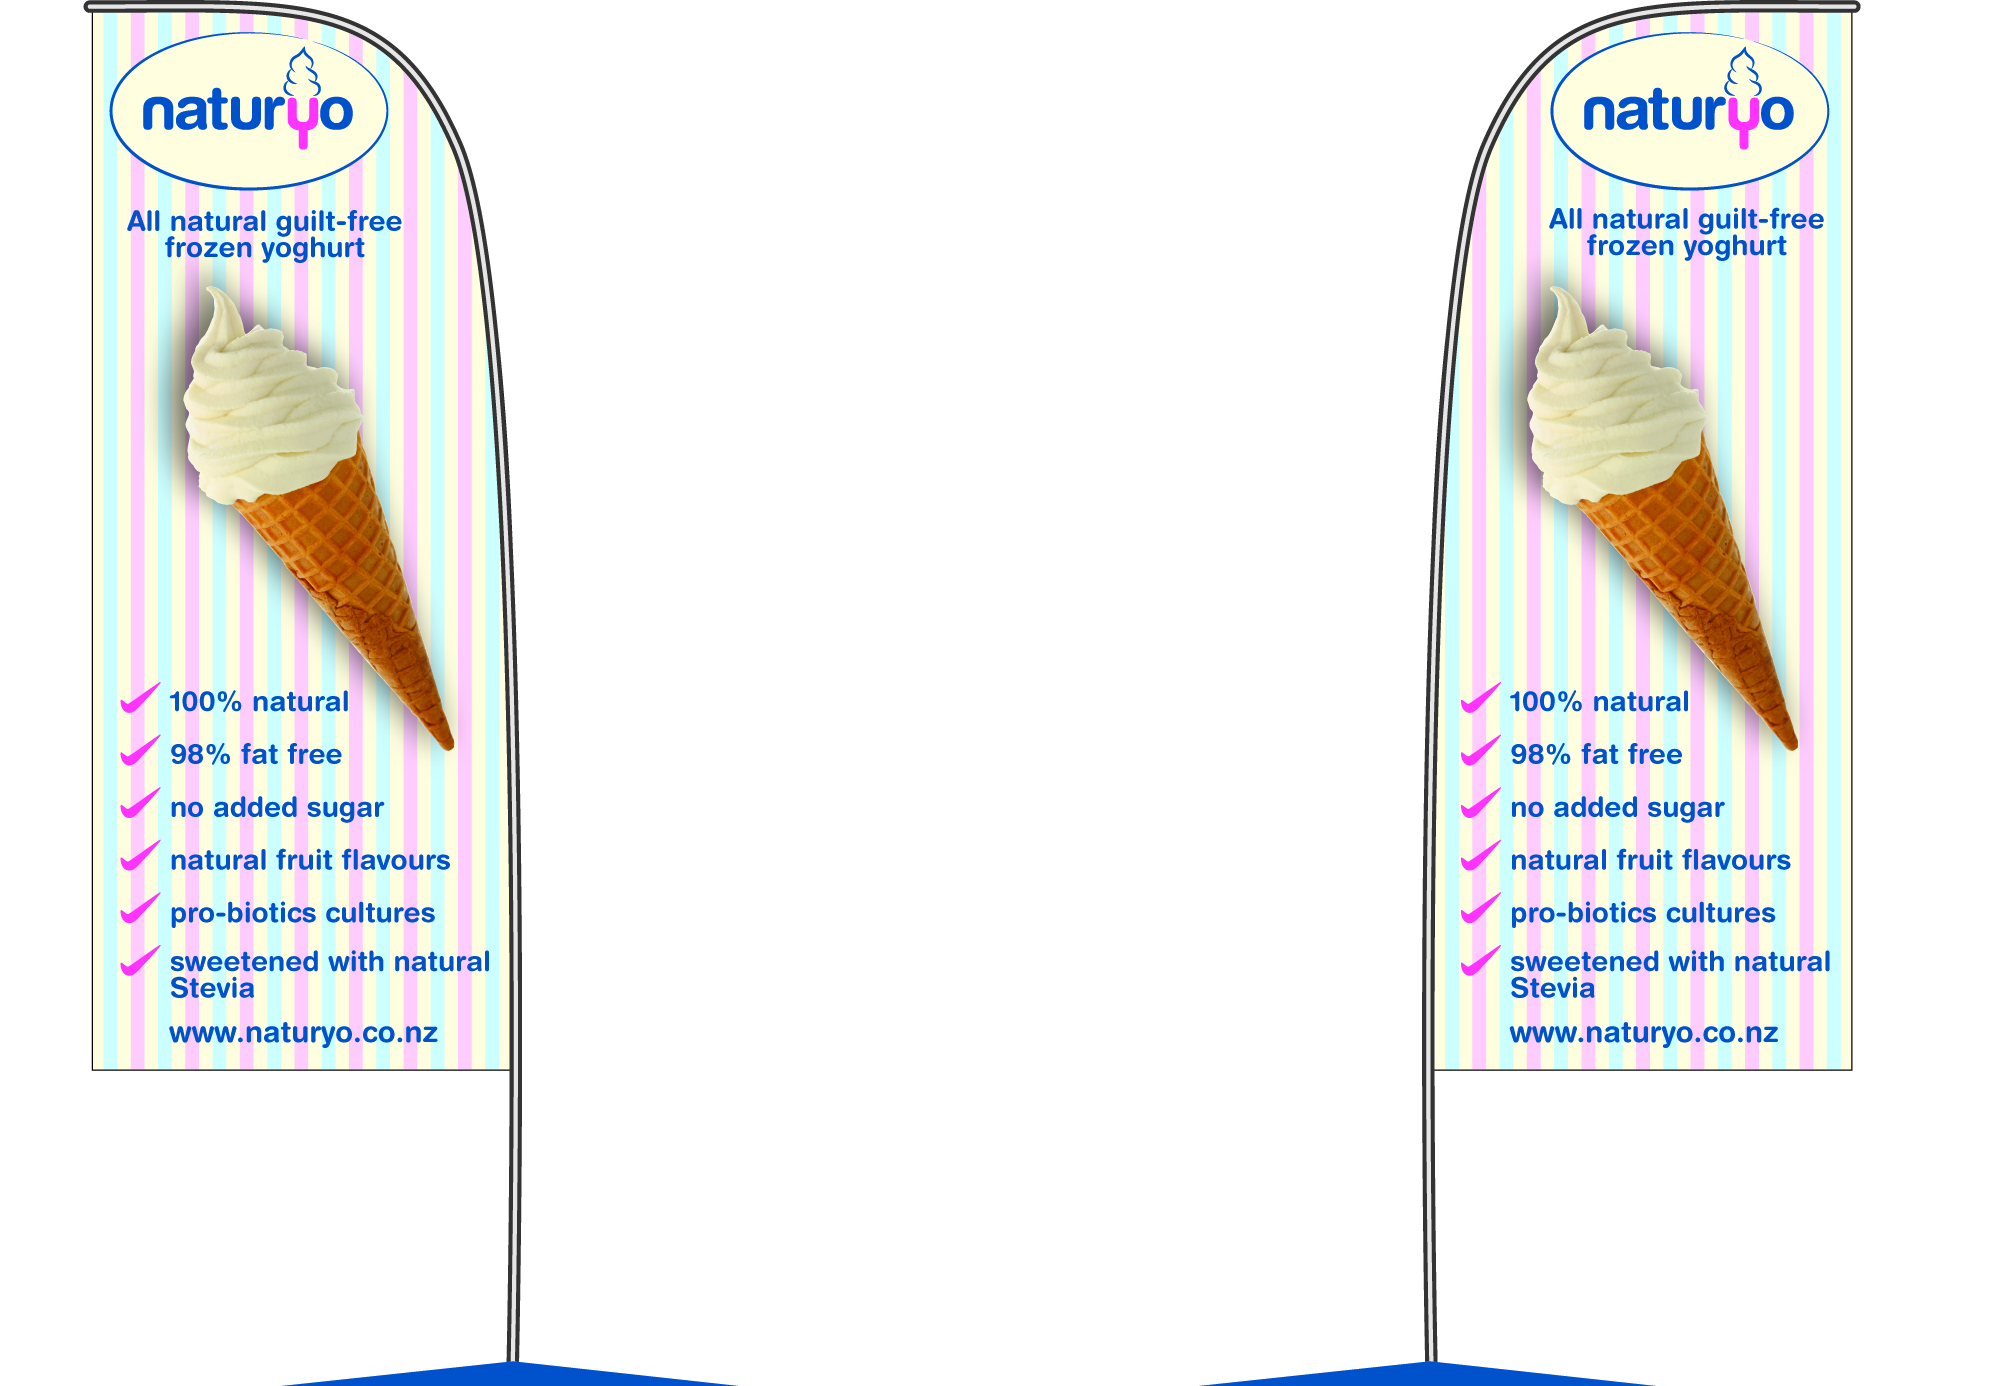 naturyo
All natural guilt-free
frozen yoghurt
100% natural
98% fat free
no added sugar
natural fruit flavours
pro-biotics cultures
sweetened with natural
Stevia
www.naturyo.co.nz
naturyo
All natural guilt-free
frozen yoghurt
100% natural
98% fat free
no added sugar
natural fruit flavours
pro-biotics cultures
sweetened with natural
Stevia
www.naturyo.co.nz